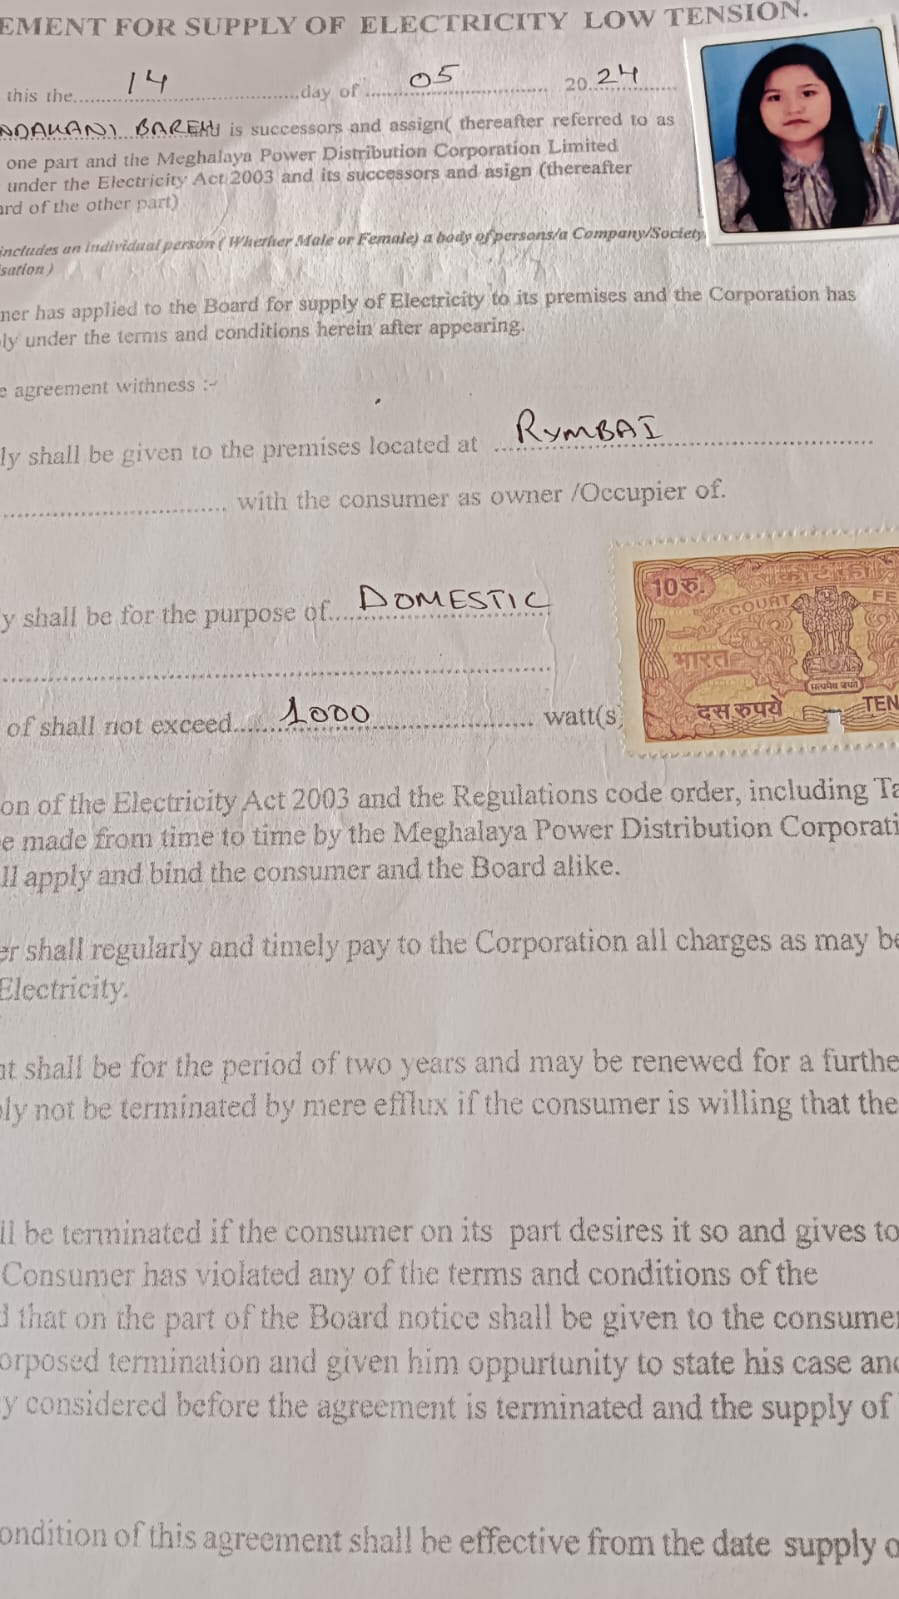 EMENT FOR SUPPLY OF ELECTRICITY LOW TENSION.
this the 14 day of 05 2024
NDAHANI BAREH is successors and assign( thereafter referred to as
one part and the Meghalaya Power Distribution Corporation Limited
under the Electricity Act 2003 and its successors and asign (thereafter
ard of the other part)
includes an individual person ( Whether Male or Female) a body of persons/a Company/Society
sation )
ner has applied to the Board for supply of Electricity to its premises and the Corporation has
ly under the terms and conditions herein after appearing.
e agreement withness :-
ly shall be given to the premises located at RYMBAI
with the consumer as owner /Occupier of.
y shall be for the purpose of DOMESTIC
10 रु. कोर्ट फी
COURT FE
भारत
सत्यमेव जयते
दस रुपये TEN
of shall not exceed 1000 watt(s)
on of the Electricity Act 2003 and the Regulations code order, including Ta
e made from time to time by the Meghalaya Power Distribution Corporati
ll apply and bind the consumer and the Board alike.
er shall regularly and timely pay to the Corporation all charges as may be
Electricity.
nt shall be for the period of two years and may be renewed for a furthe
ply not be terminated by mere efflux if the consumer is willing that the
ll be terminated if the consumer on its part desires it so and gives to
Consumer has violated any of the terms and conditions of the
d that on the part of the Board notice shall be given to the consumer
orposed termination and given him oppurtunity to state his case and
y considered before the agreement is terminated and the supply of
ondition of this agreement shall be effective from the date supply o